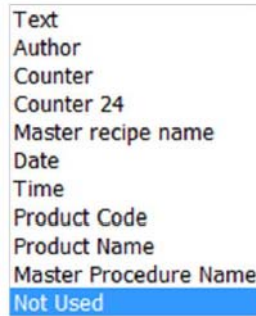 Text
Author
Counter
Counter 24
Master recipe name
Date
Time
Product Code
Product Name
Master Procedure Name
Not Used